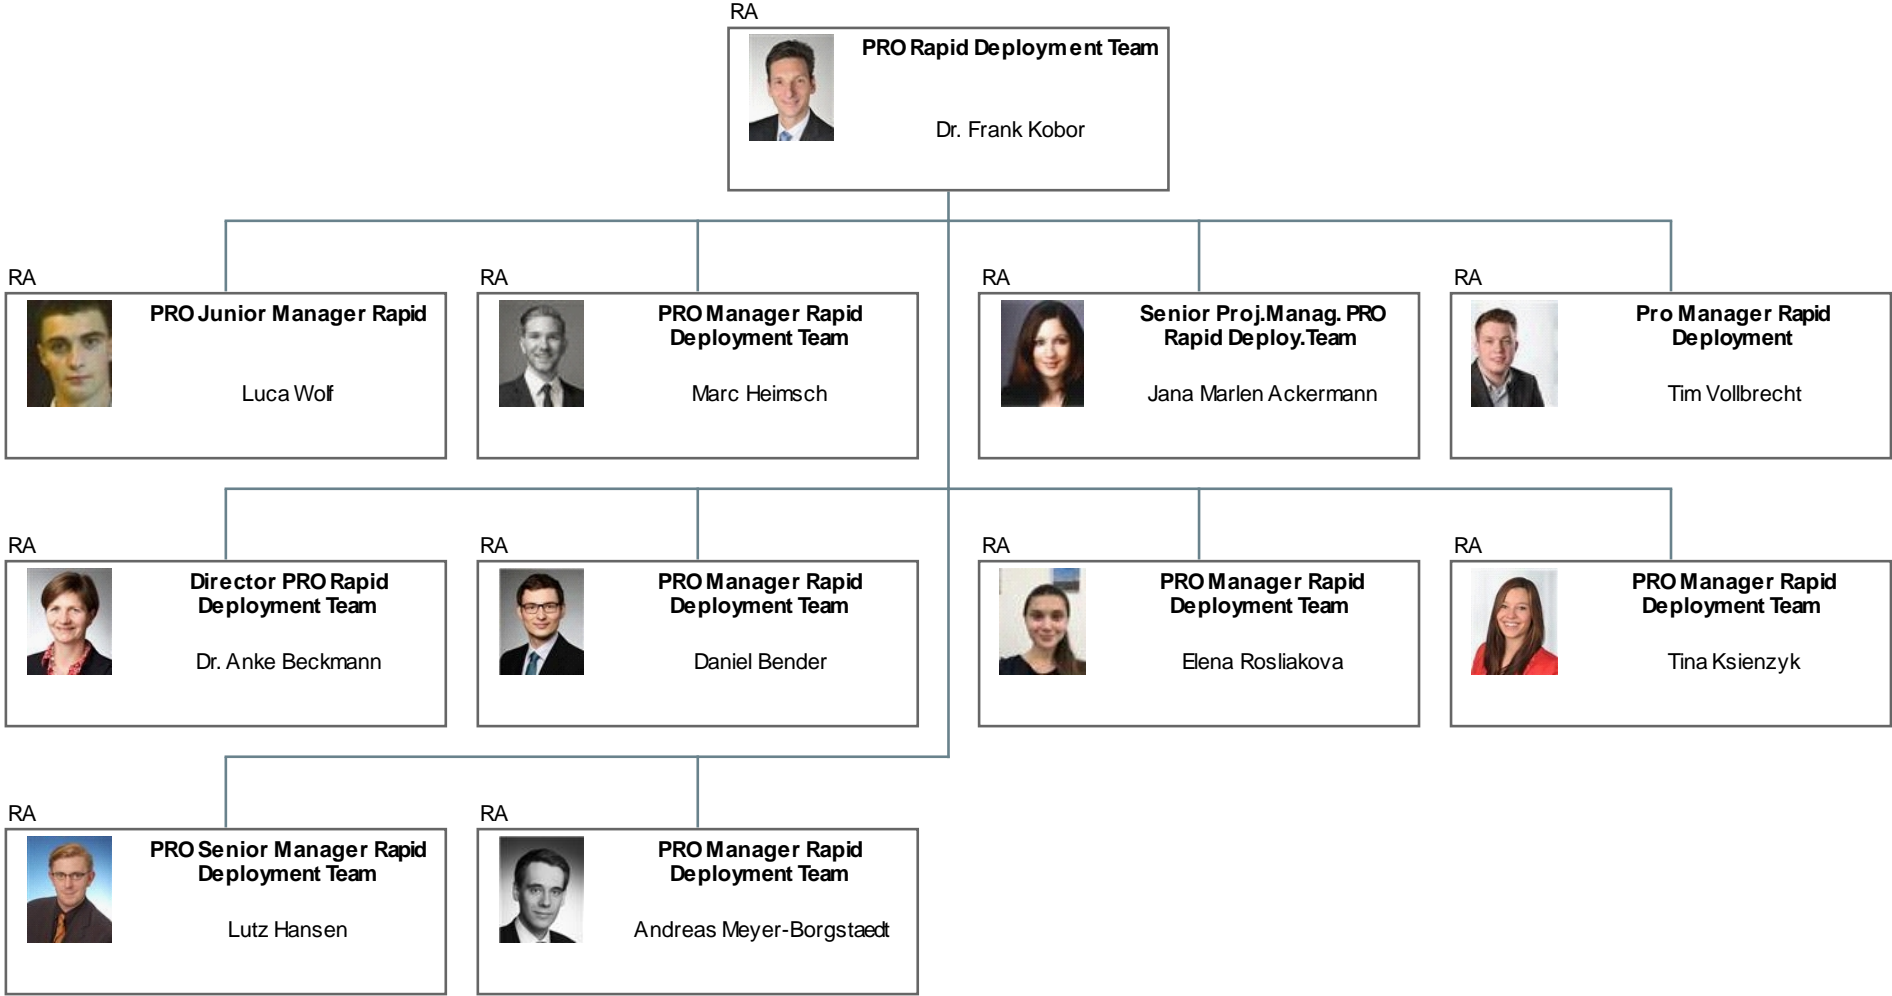 RA
PRO Rapid Deployment Team
Dr. Frank Kobor
RA
PRO Junior Manager Rapid
Luca Wolf
RA
PRO Manager Rapid
Deployment Team
Marc Heimsch
RA
Senior Proj.Manag. PRO
Rapid Deploy.Team
Jana Marlen Ackermann
RA
Pro Manager Rapid
Deployment
Tim Vollbrecht
RA
Director PRO Rapid
Deployment Team
Dr. Anke Beckmann
RA
PRO Manager Rapid
Deployment Team
Daniel Bender
RA
PRO Manager Rapid
Deployment Team
Elena Rosliakova
RA
PRO Manager Rapid
Deployment Team
Tina Ksienzyk
RA
PRO Senior Manager Rapid
Deployment Team
Lutz Hansen
RA
PRO Manager Rapid
Deployment Team
Andreas Meyer-Borgstaedt